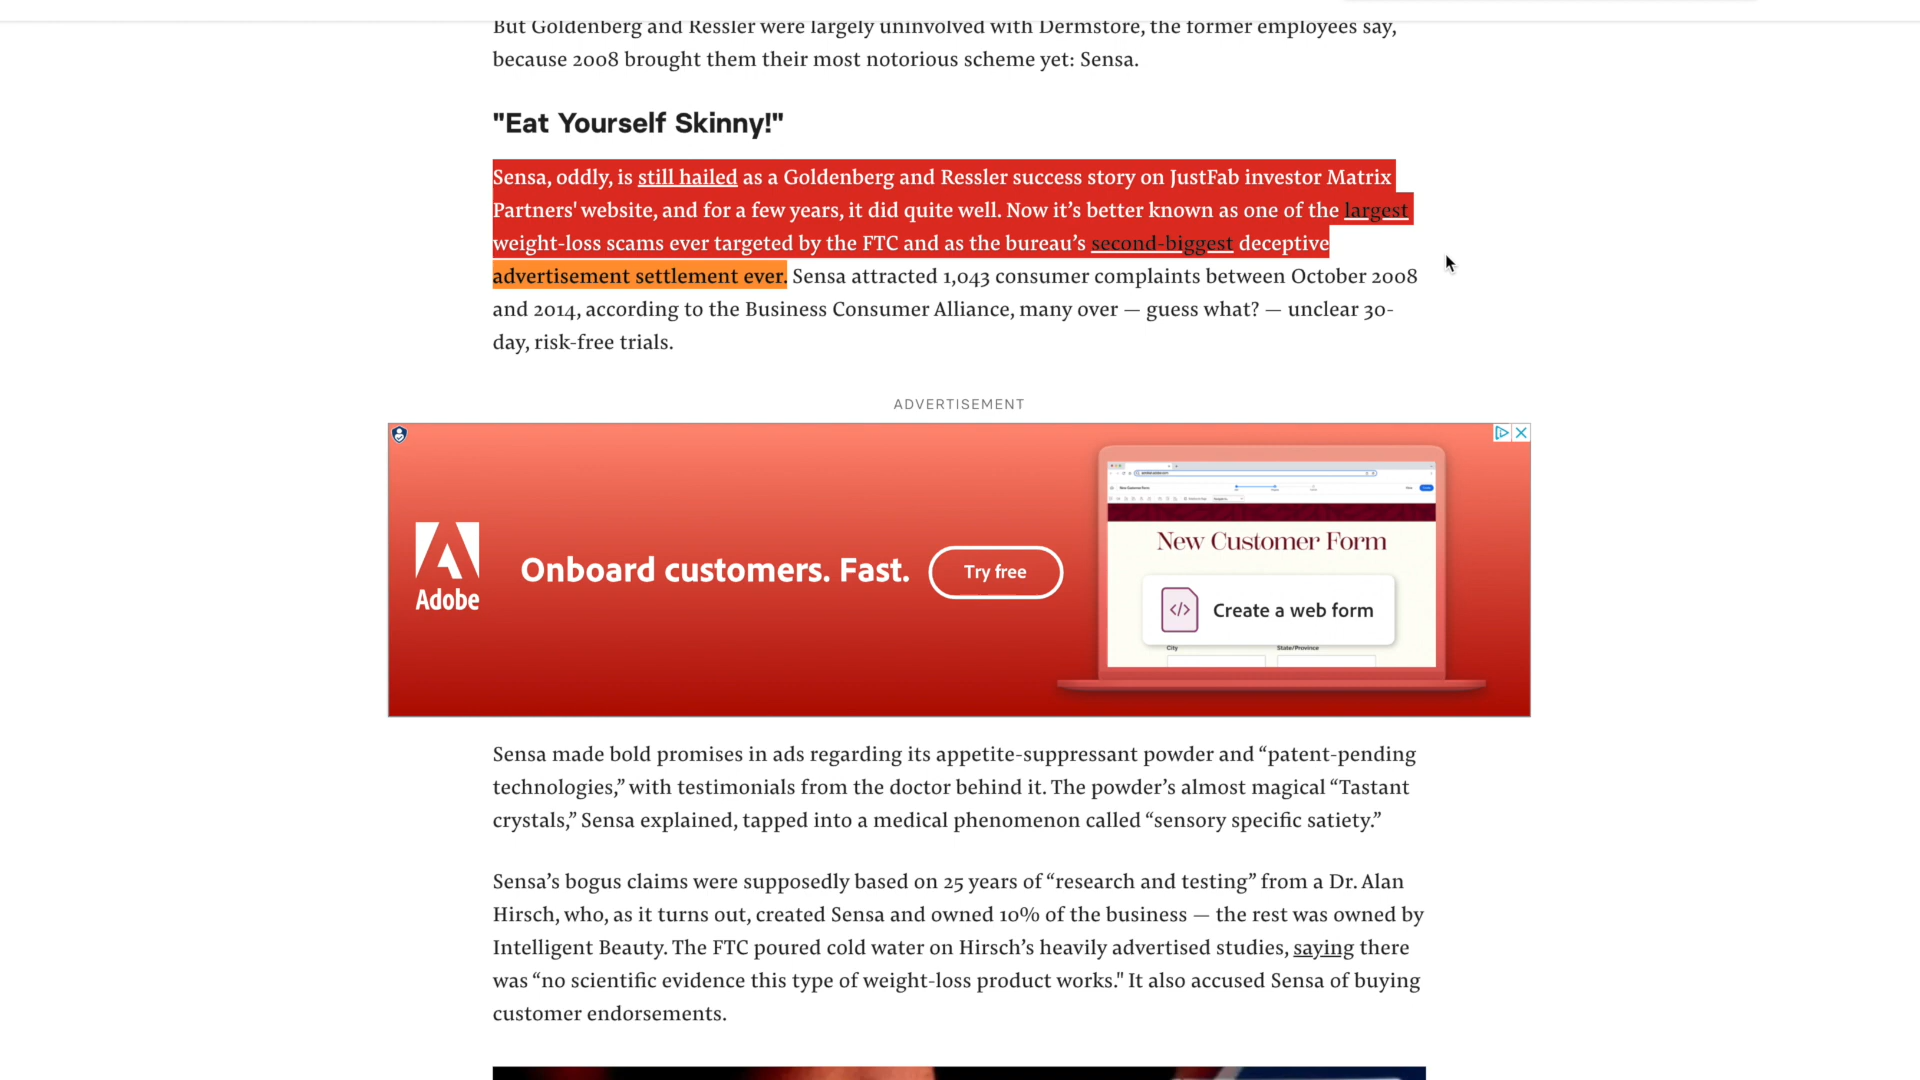 But Goldenberg and Ressler were largely uninvolved with Dermstore, the former employees say,
because 2008 brought them their most notorious scheme yet: Sensa.
"Eat Yourself Skinny!"
Sensa, oddly, is still hailed as a Goldenberg and Ressler success story on JustFab investor Matrix
Partners' website, and for a few years, it did quite well. Now it’s better known as one of the largest
weight-loss scams ever targeted by the FTC and as the bureau’s second-biggest deceptive
advertisement settlement ever. Sensa attracted 1,043 consumer complaints between October 2008
and 2014, according to the Business Consumer Alliance, many over — guess what? — unclear 30-
day, risk-free trials.
ADVERTISEMENT
Adobe
Onboard customers. Fast.
Try free
New Customer Form
Create a web form
City
State/Province
Sensa made bold promises in ads regarding its appetite-suppressant powder and “patent-pending
technologies,” with testimonials from the doctor behind it. The powder’s almost magical “Tastant
crystals,” Sensa explained, tapped into a medical phenomenon called “sensory specific satiety.”
Sensa’s bogus claims were supposedly based on 25 years of “research and testing” from a Dr. Alan
Hirsch, who, as it turns out, created Sensa and owned 10% of the business — the rest was owned by
Intelligent Beauty. The FTC poured cold water on Hirsch’s heavily advertised studies, saying there
was “no scientific evidence this type of weight-loss product works." It also accused Sensa of buying
customer endorsements.